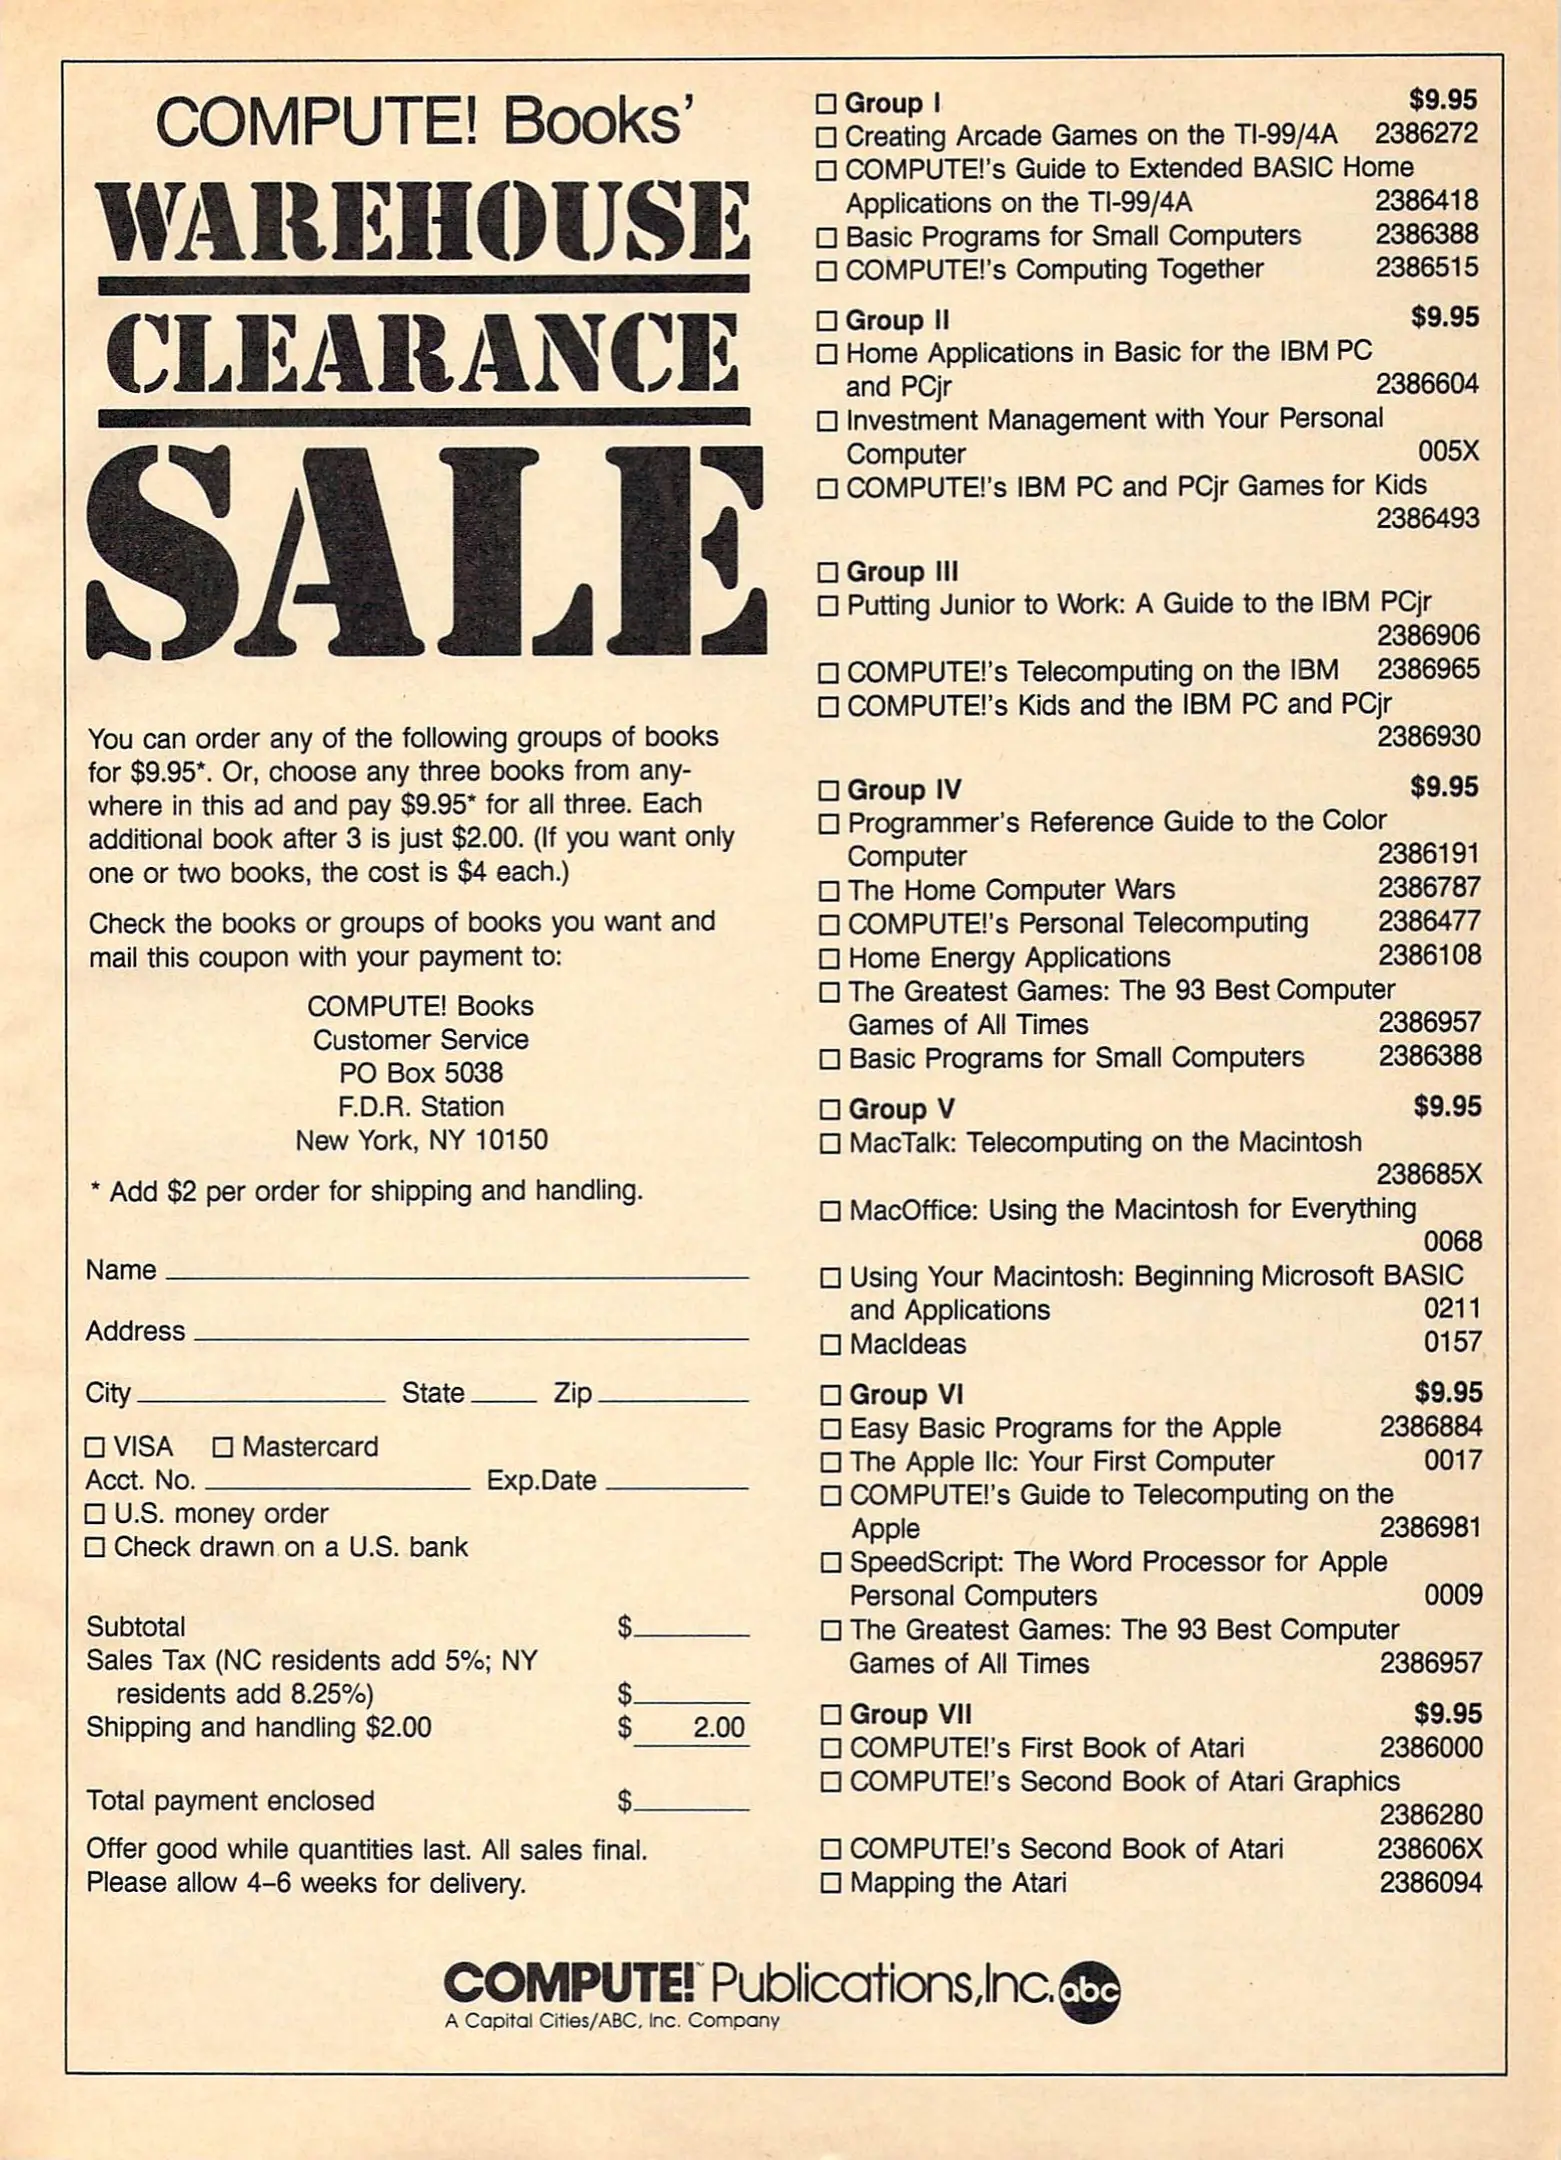 COMPUTE! Books'
WAREHOUSE
CLEARANCE
SALE
You can order any of the following groups of books
for $9.95*. Or, choose any three books from any-
where in this ad and pay $9.95* for all three. Each
additional book after 3 is just $2.00. (If you want only
one or two books, the cost is $4 each.)
Check the books or groups of books you want and
mail this coupon with your payment to:
COMPUTE! Books
Customer Service
PO Box 5038
F.D.R. Station
New York, NY 10150
* Add $2 per order for shipping and handling.
Name
Address
City State Zip
☐ VISA ☐ Mastercard
Acct. No. Exp.Date
☐ U.S. money order
☐ Check drawn on a U.S. bank
Subtotal $
Sales Tax (NC residents add 5%; NY
residents add 8.25%) $
Shipping and handling $2.00 $ 2.00
Total payment enclosed $
Offer good while quantities last. All sales final.
Please allow 4–6 weeks for delivery.
☐ Group I $9.95
☐ Creating Arcade Games on the TI-99/4A 2386272
☐ COMPUTE!'s Guide to Extended BASIC Home
Applications on the TI-99/4A 2386418
☐ Basic Programs for Small Computers 2386388
☐ COMPUTE!'s Computing Together 2386515
☐ Group II $9.95
☐ Home Applications in Basic for the IBM PC
and PCjr 2386604
☐ Investment Management with Your Personal
Computer 005X
☐ COMPUTE!'s IBM PC and PCjr Games for Kids
2386493
☐ Group III
☐ Putting Junior to Work: A Guide to the IBM PCjr
2386906
☐ COMPUTE!'s Telecomputing on the IBM 2386965
☐ COMPUTE!'s Kids and the IBM PC and PCjr
2386930
☐ Group IV $9.95
☐ Programmer's Reference Guide to the Color
Computer 2386191
☐ The Home Computer Wars 2386787
☐ COMPUTE!'s Personal Telecomputing 2386477
☐ Home Energy Applications 2386108
☐ The Greatest Games: The 93 Best Computer
Games of All Times 2386957
☐ Basic Programs for Small Computers 2386388
☐ Group V $9.95
☐ MacTalk: Telecomputing on the Macintosh
238685X
☐ MacOffice: Using the Macintosh for Everything
0068
☐ Using Your Macintosh: Beginning Microsoft BASIC
and Applications 0211
☐ MacIdeas 0157
☐ Group VI $9.95
☐ Easy Basic Programs for the Apple 2386884
☐ The Apple IIc: Your First Computer 0017
☐ COMPUTE!'s Guide to Telecomputing on the
Apple 2386981
☐ SpeedScript: The Word Processor for Apple
Personal Computers 0009
☐ The Greatest Games: The 93 Best Computer
Games of All Times 2386957
☐ Group VII $9.95
☐ COMPUTE!'s First Book of Atari 2386000
☐ COMPUTE!'s Second Book of Atari Graphics
2386280
☐ COMPUTE!'s Second Book of Atari 238606X
☐ Mapping the Atari 2386094
COMPUTE!™ Publications,Inc. abc
A Capital Cities/ABC, Inc. Company